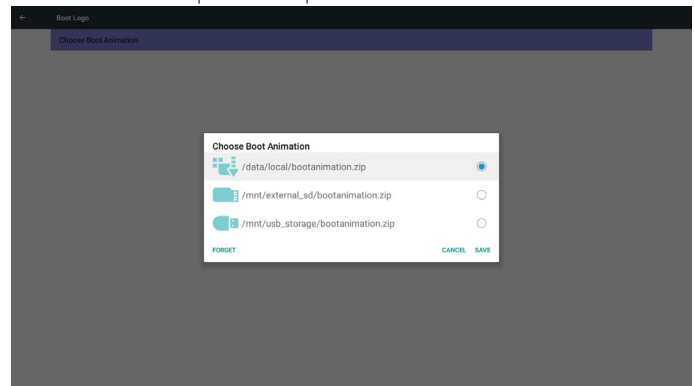 Boot Logo
Choose Boot Animation
Choose Boot Animation
/data/local/bootanimation.zip
/mnt/external_sd/bootanimation.zip
/mnt/usb_storage/bootanimation.zip
FORGET CANCEL SAVE